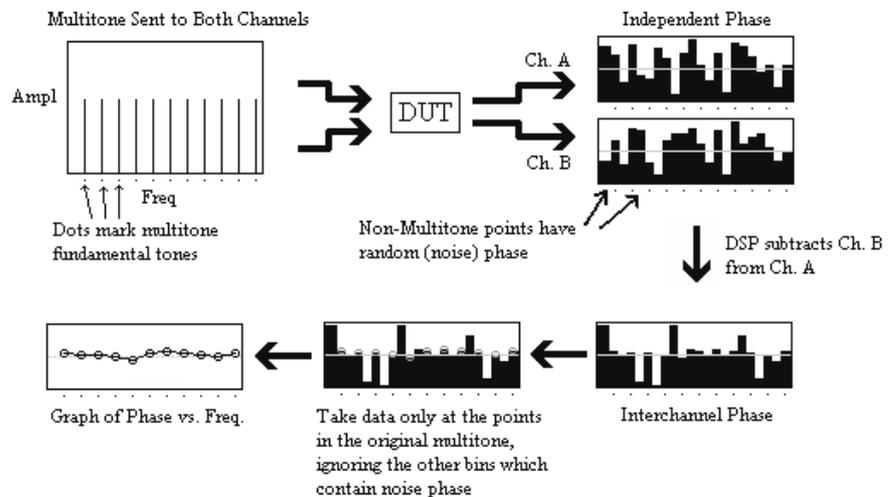 Multitone Sent to Both Channels
Ampl
Freq
Dots mark multitone
fundamental tones
DUT
Ch. A
Ch. B
Independent Phase
Non-Multitone points have
random (noise) phase
DSP subtracts Ch. B
from Ch. A
Interchannel Phase
Take data only at the points
in the original multitone,
ignoring the other bins which
contain noise phase
Graph of Phase vs. Freq.